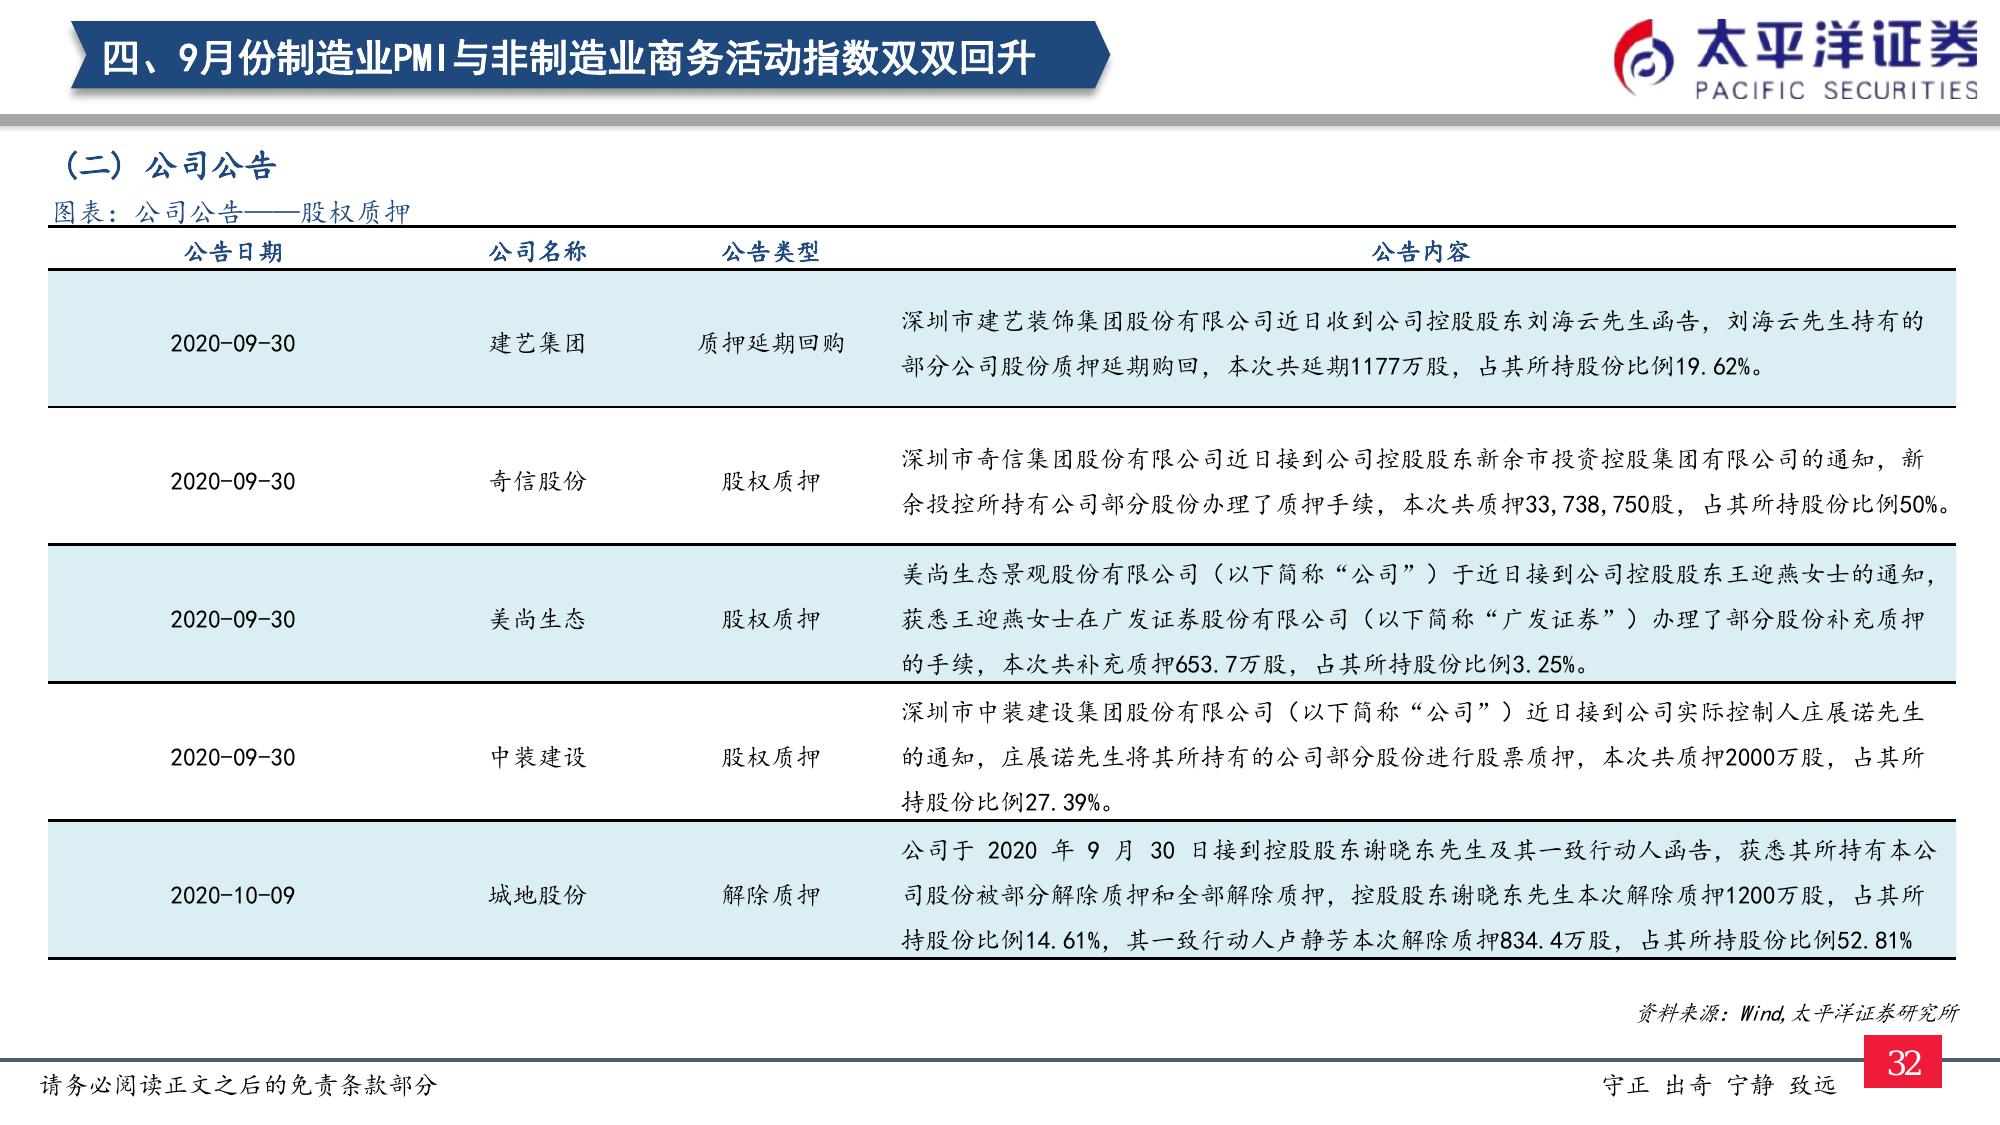 四、9月份制造业PMI与非制造业商务活动指数双双回升
太平洋证券
PACIFIC SECURITIES
（二）公司公告
图表：公司公告——股权质押
公告日期 公司名称 公告类型 公告内容
2020-09-30 建艺集团 质押延期回购
深圳市建艺装饰集团股份有限公司近日收到公司控股股东刘海云先生函告，刘海云先生持有的
部分公司股份质押延期购回，本次共延期1177万股，占其所持股份比例19.62%。
2020-09-30 奇信股份 股权质押
深圳市奇信集团股份有限公司近日接到公司控股股东新余市投资控股集团有限公司的通知，新
余投控所持有公司部分股份办理了质押手续，本次共质押33,738,750股，占其所持股份比例50%。
2020-09-30 美尚生态 股权质押
美尚生态景观股份有限公司（以下简称“公司”）于近日接到公司控股股东王迎燕女士的通知，
获悉王迎燕女士在广发证券股份有限公司（以下简称“广发证券”）办理了部分股份补充质押
的手续，本次共补充质押653.7万股，占其所持股份比例3.25%。
2020-09-30 中装建设 股权质押
深圳市中装建设集团股份有限公司（以下简称“公司”）近日接到公司实际控制人庄展诺先生
的通知，庄展诺先生将其所持有的公司部分股份进行股票质押，本次共质押2000万股，占其所
持股份比例27.39%。
2020-10-09 城地股份 解除质押
公司于 2020 年 9 月 30 日接到控股股东谢晓东先生及其一致行动人函告，获悉其所持有本公
司股份被部分解除质押和全部解除质押，控股股东谢晓东先生本次解除质押1200万股，占其所
持股份比例14.61%，其一致行动人卢静芳本次解除质押834.4万股，占其所持股份比例52.81%
资料来源：Wind,太平洋证券研究所
请务必阅读正文之后的免责条款部分
守正 出奇 宁静 致远
32